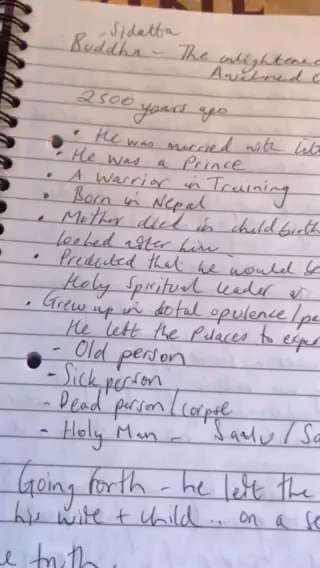 - Sidatta
Buddha - The enlightened
Awakened
2500 years ago
• He was married with
• He was a Prince
• A Warrior in Training
• Born in Nepal
• Mother died in childbirth
looked after him
• Predicted that he would be
Holy Spiritual leader or
• Grew up in total opulence/
He left the Palaces to
- Old person
- Sick person
- Dead person/corpse
- Holy Man -
Going forth - he left the
his wife + child .. on a
truth.